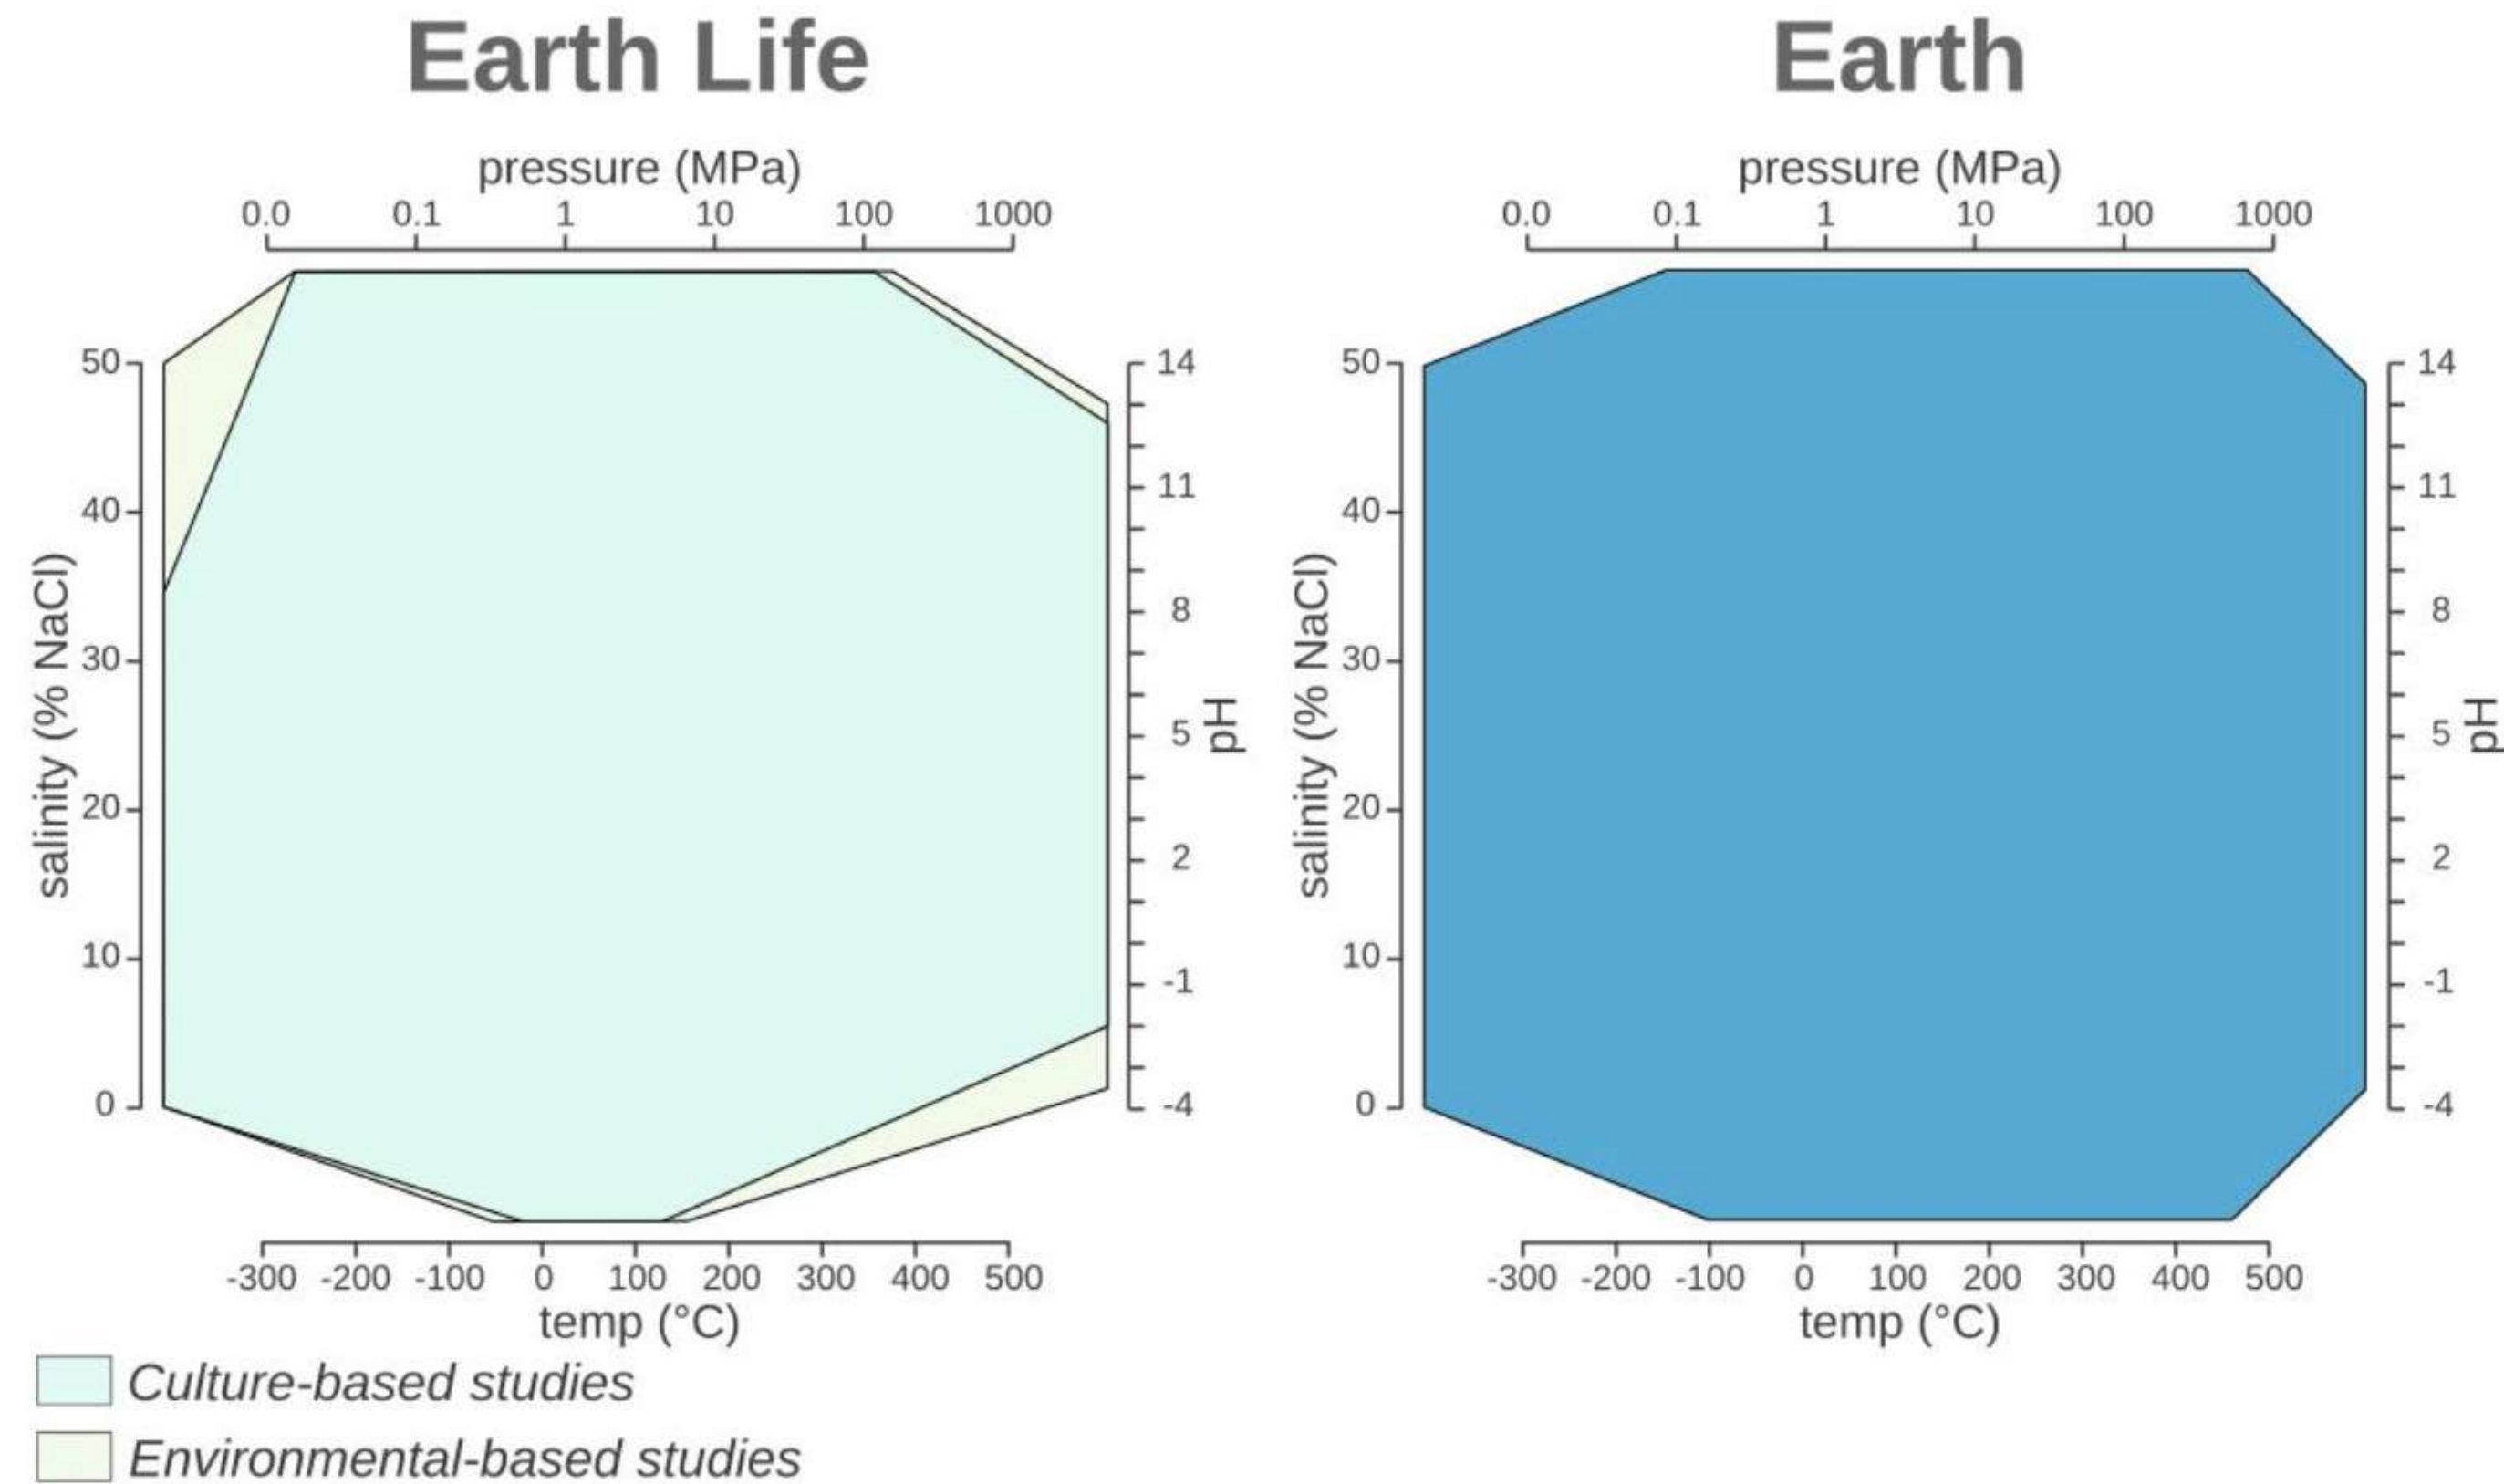 Earth Life
pressure (MPa)
0.0 0.1 1 10 100 1000
50
40
30
20
10
0
salinity (% NaCl)
14
11
8
5
2
-1
-4
pH
-300 -200 -100 0 100 200 300 400 500
temp (°C)
Culture-based studies
Environmental-based studies
Earth
pressure (MPa)
0.0 0.1 1 10 100 1000
50
40
30
20
10
0
salinity (% NaCl)
14
11
8
5
2
-1
-4
pH
-300 -200 -100 0 100 200 300 400 500
temp (°C)